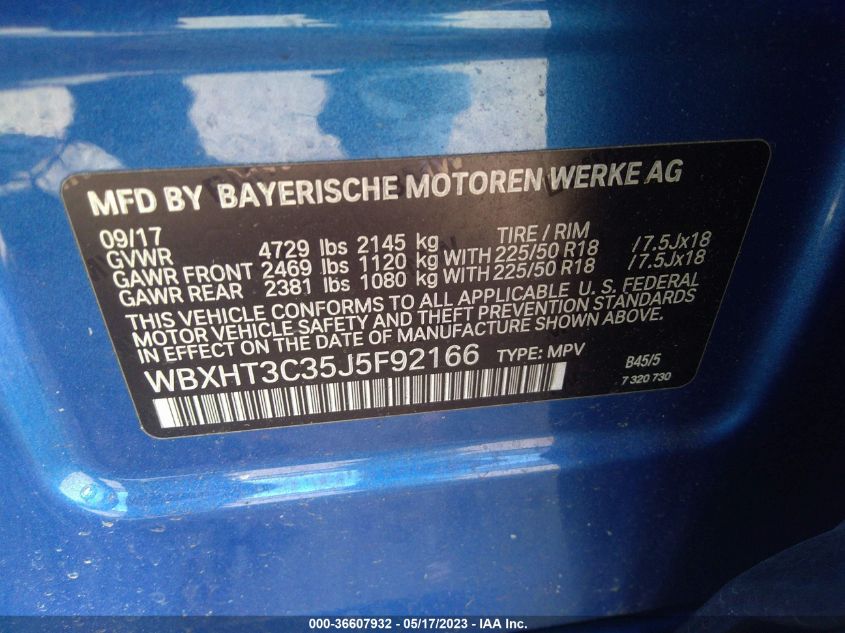 MFD BY BAYERISCHE MOTOREN WERKE AG
09/17 TIRE / RIM
GVWR 4729 lbs 2145 kg
GAWR FRONT 2469 lbs 1120 kg WITH 225/50 R18 /7.5Jx18
GAWR REAR 2381 lbs 1080 kg WITH 225/50 R18 /7.5Jx18
THIS VEHICLE CONFORMS TO ALL APPLICABLE U. S. FEDERAL
MOTOR VEHICLE SAFETY AND THEFT PREVENTION STANDARDS
IN EFFECT ON THE DATE OF MANUFACTURE SHOWN ABOVE.
WBXHT3C35J5F92166 TYPE: MPV B45/5
7 320 730
000-36607932 - 05/17/2023 - IAA Inc.